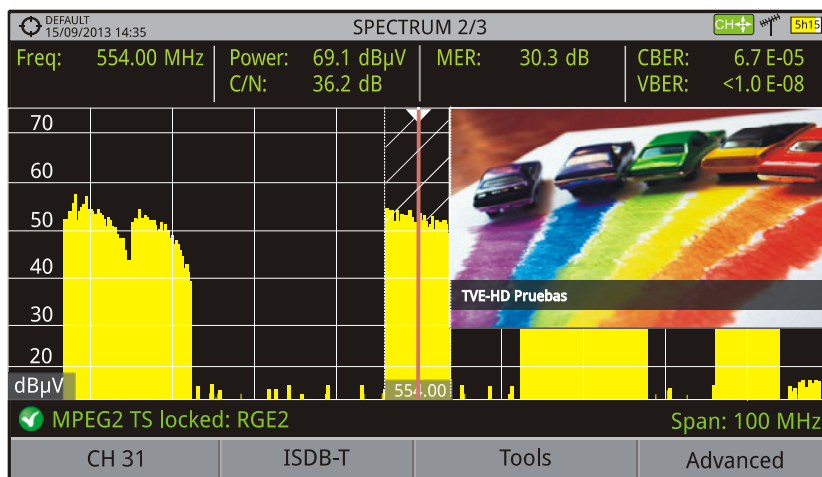 DEFAULT
15/09/2013 14:35
SPECTRUM 2/3
CH
5h15
Freq: 554.00 MHz
Power: 69.1 dBµV
C/N: 36.2 dB
MER: 30.3 dB
CBER: 6.7 E-05
VBER: <1.0 E-08
70
60
50
40
30
20
dBµV
TVE-HD Pruebas
554.00
MPEG2 TS locked: RGE2
Span: 100 MHz
CH 31
ISDB-T
Tools
Advanced